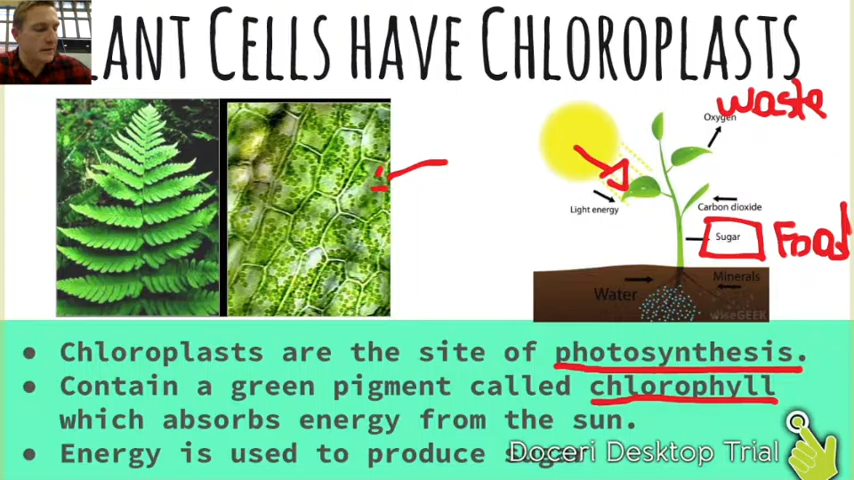 LANT CELLS HAVE CHLOROPLASTS
waste
Oxygen
Light energy
Carbon dioxide
Sugar
Food
Minerals
Water
wiseGEEK
● Chloroplasts are the site of photosynthesis.
● Contain a green pigment called chlorophyll
which absorbs energy from the sun.
● Energy is used to produce sugar
Doceri Desktop Trial